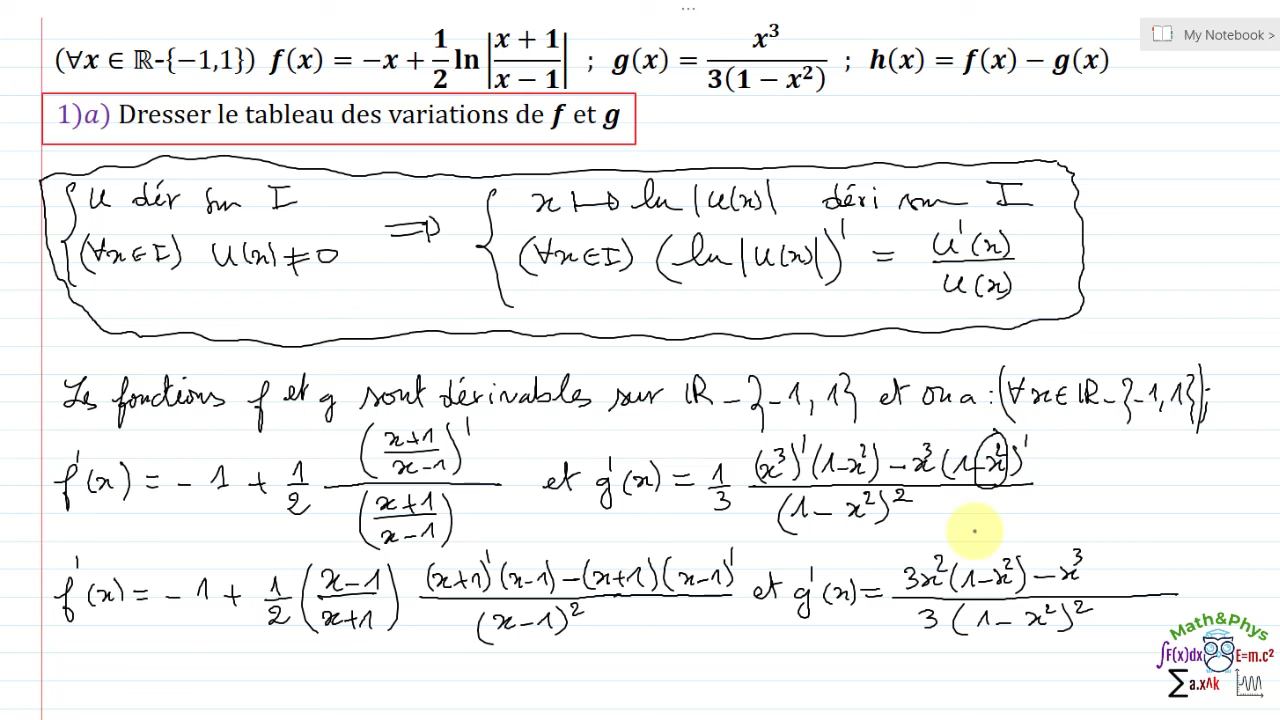 ...
My Notebook >
(∀x ∈ ℝ-{−1,1}) f(x) = −x + 1/2 ln |(x + 1)/(x − 1)| ; g(x) = x³/(3(1 − x²)) ; h(x) = f(x) − g(x)
1)a) Dresser le tableau des variations de f et g
{ U dér sur I ⟹ { x ↦ ln |U(x)| déri sur I
(∀x∈I) U(x) ≠ 0 (∀x∈I) (ln |U(x)|)' = U'(x)/U(x)
Les fonctions f et g sont dérivables sur ℝ - {-1, 1} et on a : (∀x∈ℝ-{-1,1});
f'(x) = -1 + 1/2 ((x+1)/(x-1))'/((x+1)/(x-1)) et g'(x) = 1/3 ((x³)'(1-x²) - x³(1-x²)')/(1-x²)²
f'(x) = -1 + 1/2 ((x-1)/(x+1)) ((x+1)'(x-1) - (x+1)(x-1)')/(x-1)² et g'(x) = (3x²(1-x²) - x³)/(3(1-x²)²)
Math&Phys
∫F(x)dx E=m.c²
∑ a.x^k